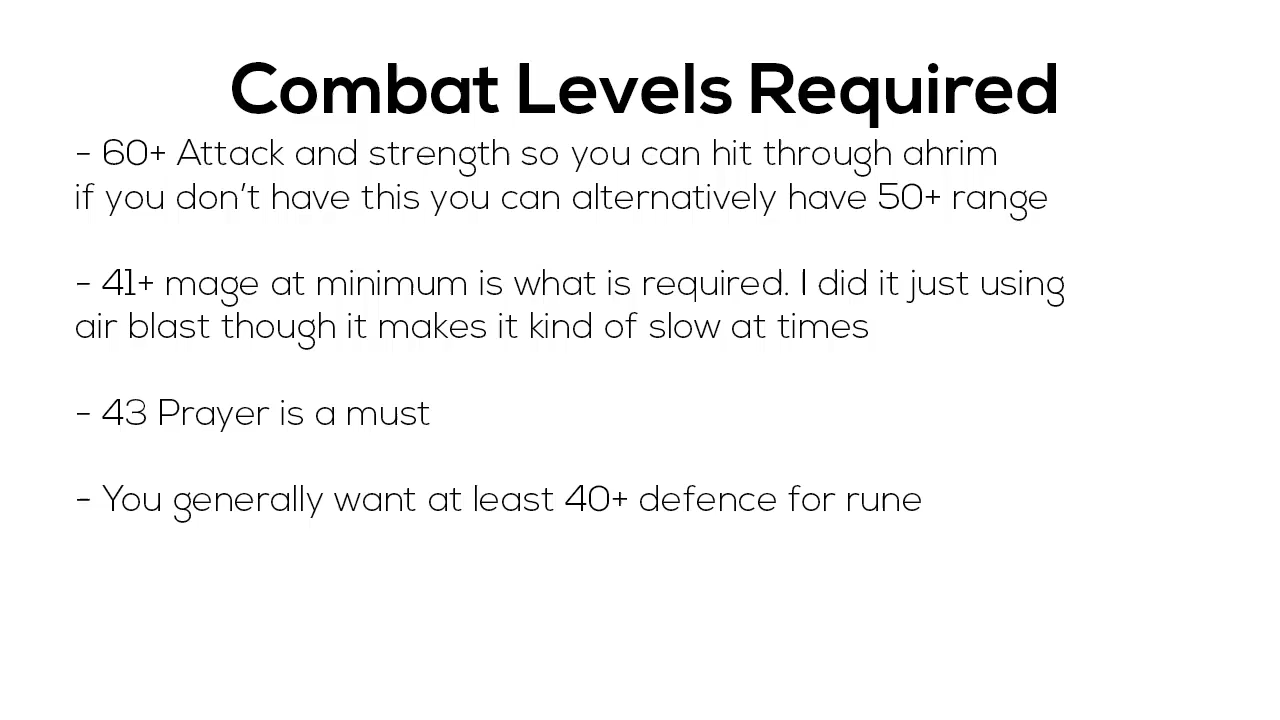 Combat Levels Required
- 60+ Attack and strength so you can hit through ahrim
if you don't have this you can alternatively have 50+ range
- 41+ mage at minimum is what is required. I did it just using
air blast though it makes it kind of slow at times
- 43 Prayer is a must
- You generally want at least 40+ defence for rune